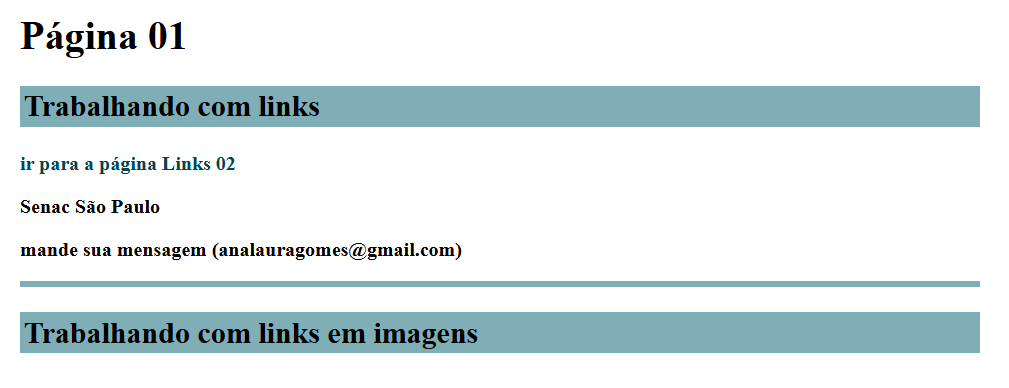 Página 01
Trabalhando com links
ir para a página Links 02
Senac São Paulo
mande sua mensagem (analauragomes@gmail.com)
Trabalhando com links em imagens